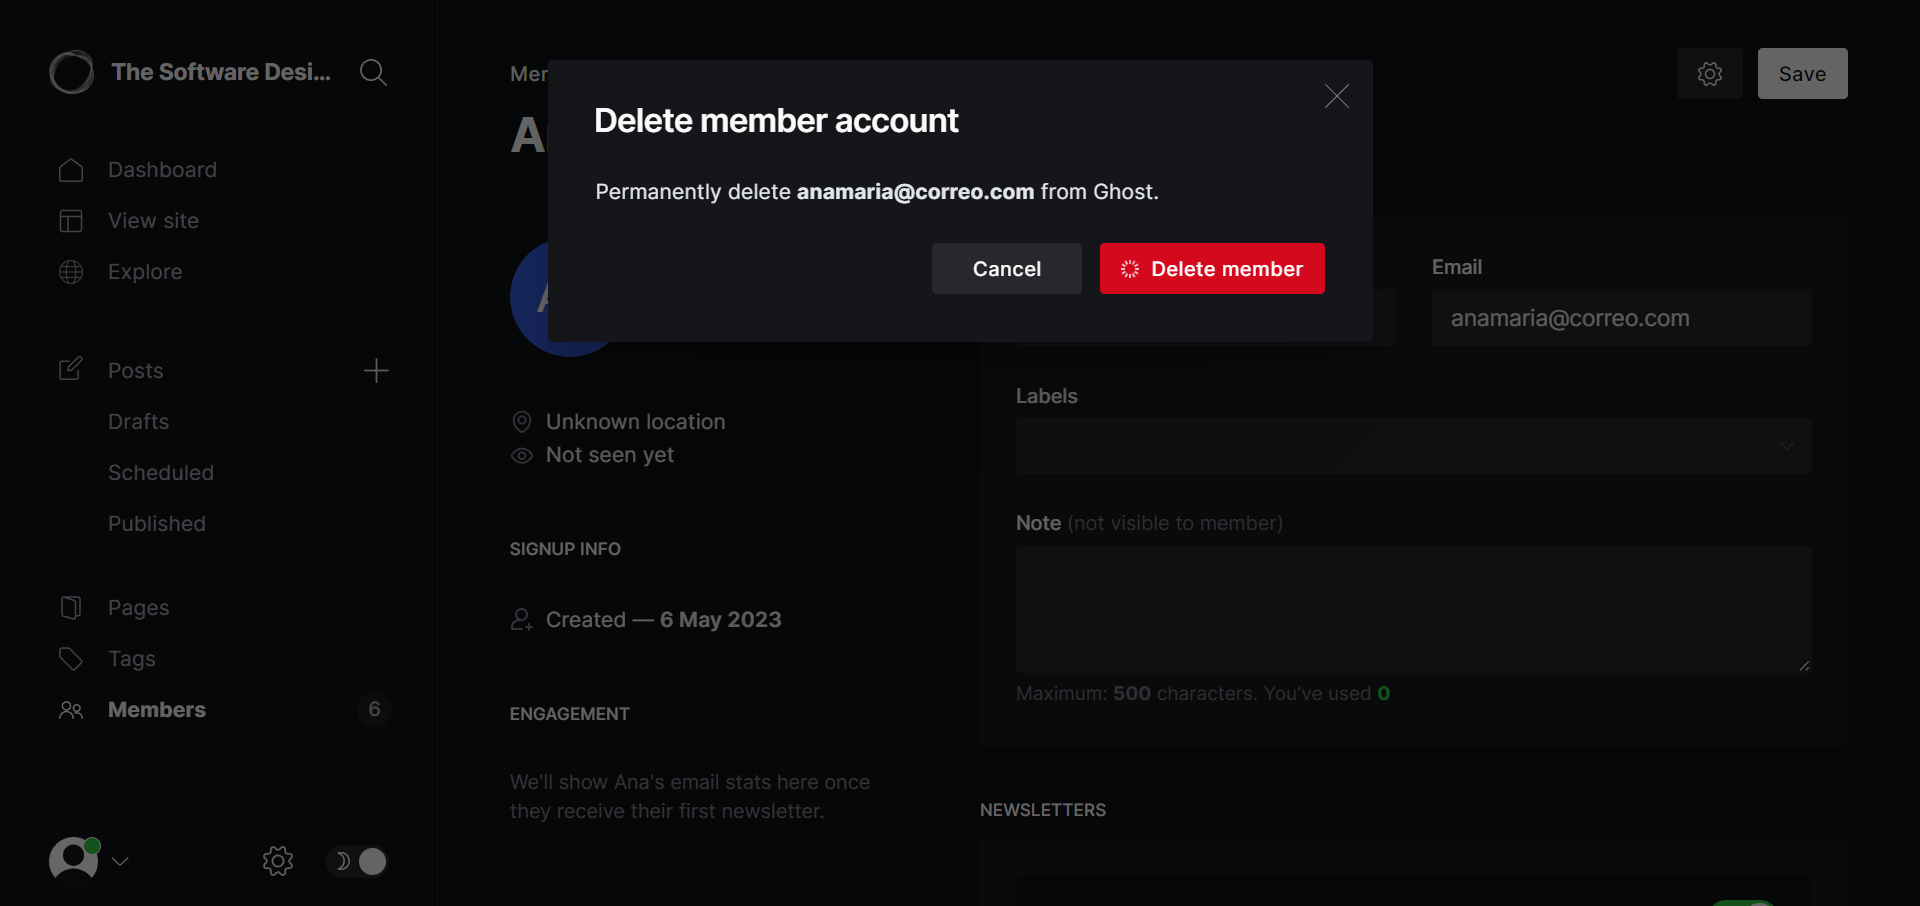 The Software Desi...
Dashboard
View site
Explore
Posts
Drafts
Scheduled
Published
Pages
Tags
Members
6
Save
Delete member account
Permanently delete anamaria@correo.com from Ghost.
Cancel
Delete member
Unknown location
Not seen yet
SIGNUP INFO
Created — 6 May 2023
ENGAGEMENT
We'll show Ana's email stats here once
they receive their first newsletter.
Email
anamaria@correo.com
Labels
Note (not visible to member)
Maximum: 500 characters. You've used 0
NEWSLETTERS